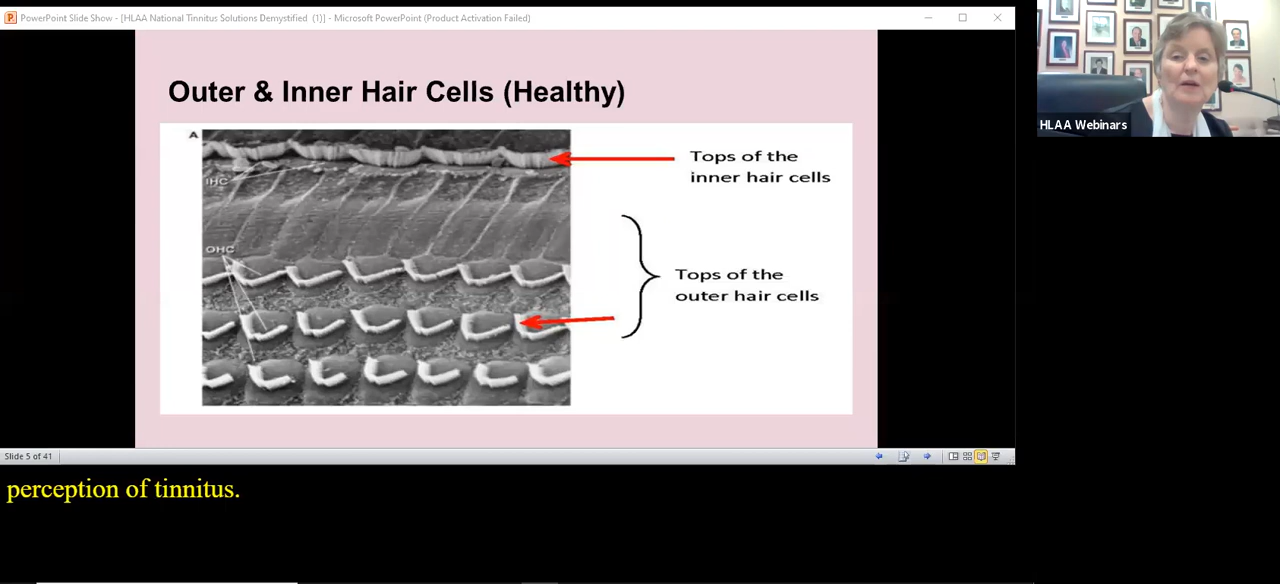 PowerPoint Slide Show - [HLAA National Tinnitus Solutions Demystified (1)] - Microsoft PowerPoint (Product Activation Failed)
HLAA Webinars
Outer & Inner Hair Cells (Healthy)
A
IHC
OHC
Tops of the
inner hair cells
Tops of the
outer hair cells
Slide 5 of 41
perception of tinnitus.